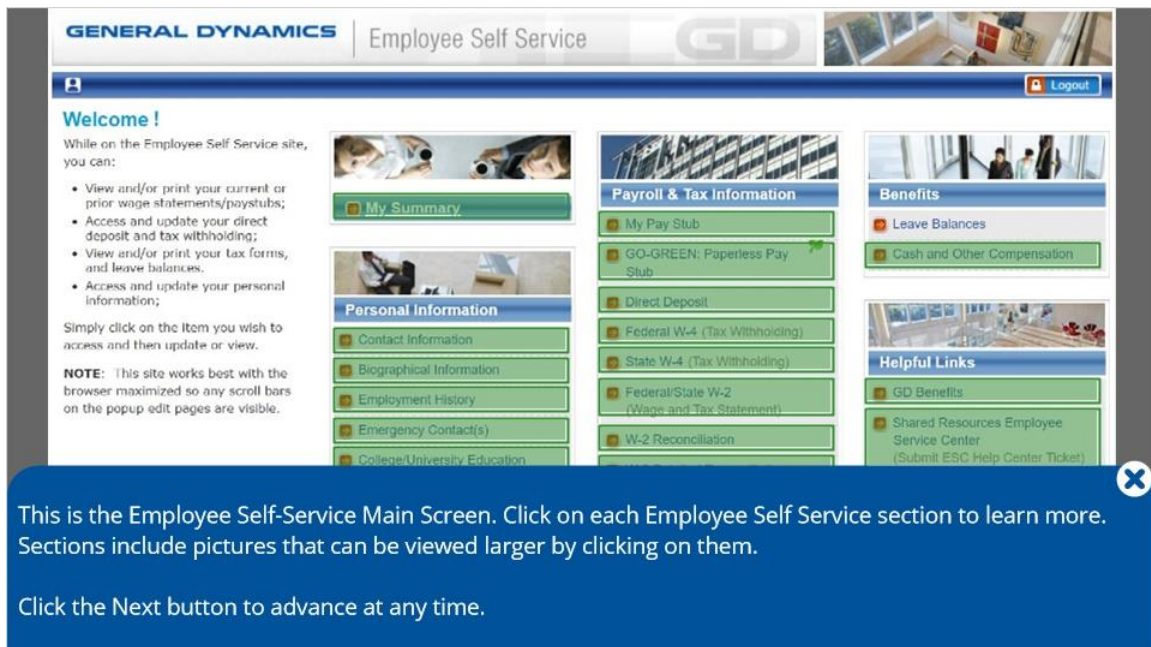 GENERAL DYNAMICS
Employee Self Service
GD
Logout
Welcome !
While on the Employee Self Service site,
you can:
• View and/or print your current or
prior wage statements/paystubs;
• Access and update your direct
deposit and tax withholding;
• View and/or print your tax forms,
and leave balances.
• Access and update your personal
information;
Simply click on the item you wish to
access and then update or view.
NOTE: This site works best with the
browser maximized so any scroll bars
on the popup edit pages are visible.
My Summary
Personal Information
Contact Information
Biographical Information
Employment History
Emergency Contact(s)
College/University Education
Payroll & Tax Information
My Pay Stub
GO-GREEN: Paperless Pay
Stub
Direct Deposit
Federal W-4 (Tax Withholding)
State W-4 (Tax Withholding)
Federal/State W-2
(Wage and Tax Statement)
W-2 Reconciliation
Benefits
Leave Balances
Cash and Other Compensation
Helpful Links
GD Benefits
Shared Resources Employee
Service Center
(Submit ESC Help Center Ticket)
This is the Employee Self-Service Main Screen. Click on each Employee Self Service section to learn more.
Sections include pictures that can be viewed larger by clicking on them.
Click the Next button to advance at any time.